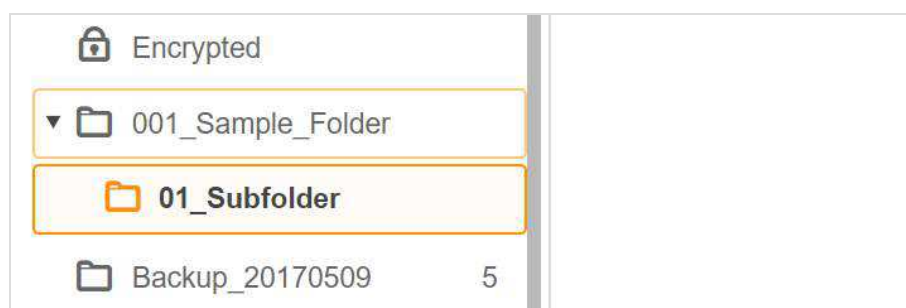 Encrypted
001_Sample_Folder
01_Subfolder
Backup_20170509 5